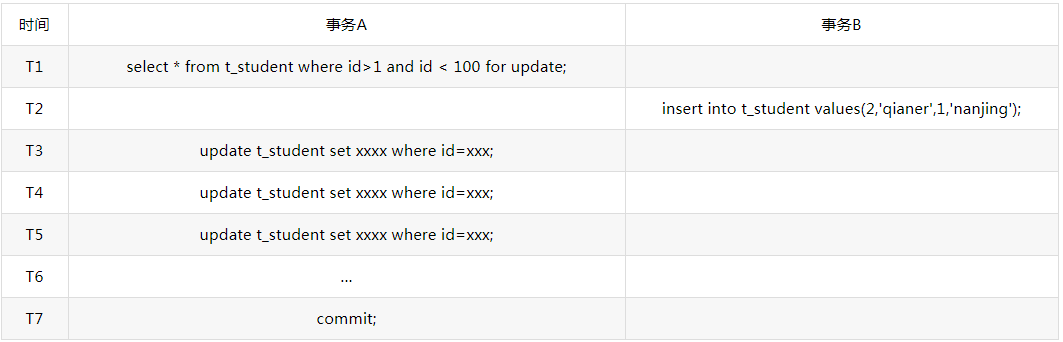 时间 事务A 事务B
T1 select * from t_student where id>1 and id < 100 for update;
T2 insert into t_student values(2,'qianer',1,'nanjing');
T3 update t_student set xxxx where id=xxx;
T4 update t_student set xxxx where id=xxx;
T5 update t_student set xxxx where id=xxx;
T6 ...
T7 commit;